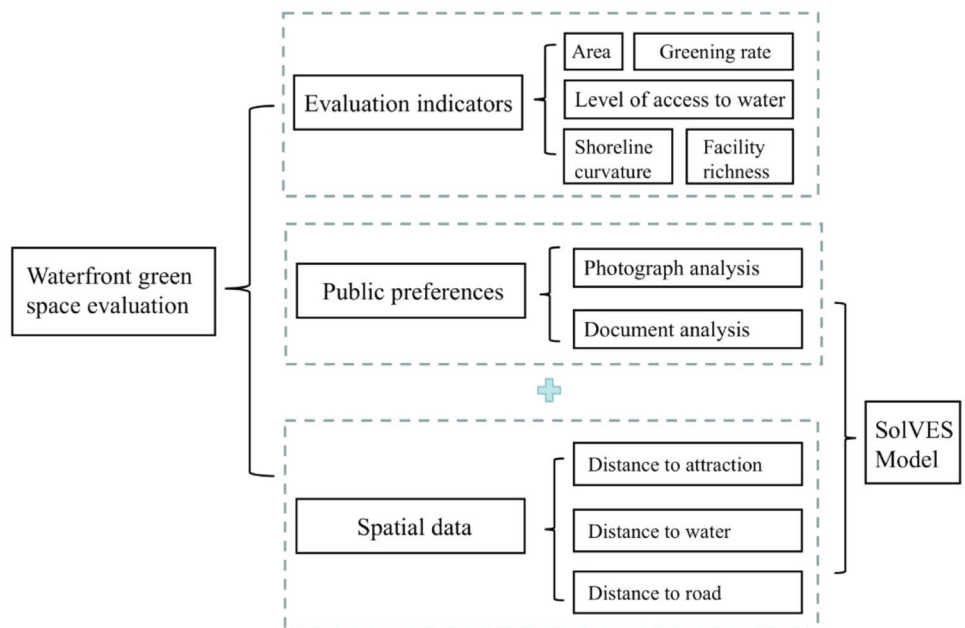 Waterfront green
space evaluation
Evaluation indicators
Area
Greening rate
Level of access to water
Shoreline
curvature
Facility
richness
Public preferences
Photograph analysis
Document analysis
Spatial data
Distance to attraction
Distance to water
Distance to road
SolVES
Model